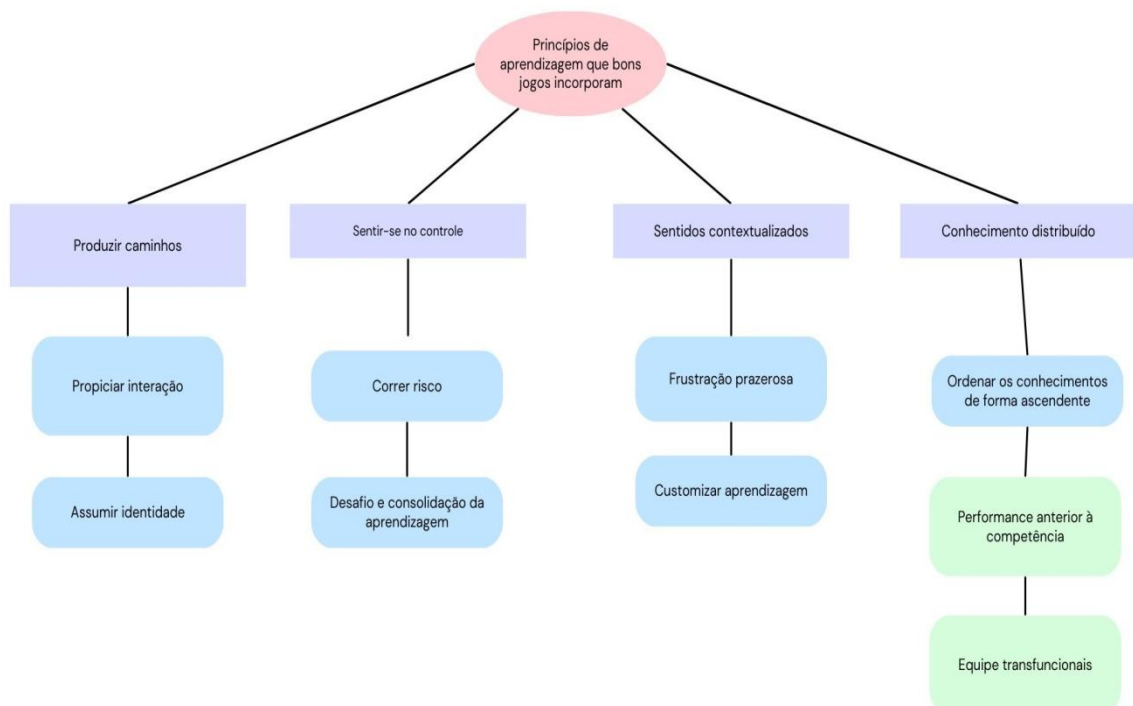 Princípios de
aprendizagem que bons
jogos incorporam
Produzir caminhos
Sentir-se no controle
Sentidos contextualizados
Conhecimento distribuído
Propiciar interação
Correr risco
Frustração prazerosa
Ordenar os conhecimentos
de forma ascendente
Assumir identidade
Desafio e consolidação da
aprendizagem
Customizar aprendizagem
Performance anterior à
competência
Equipe transfuncionais